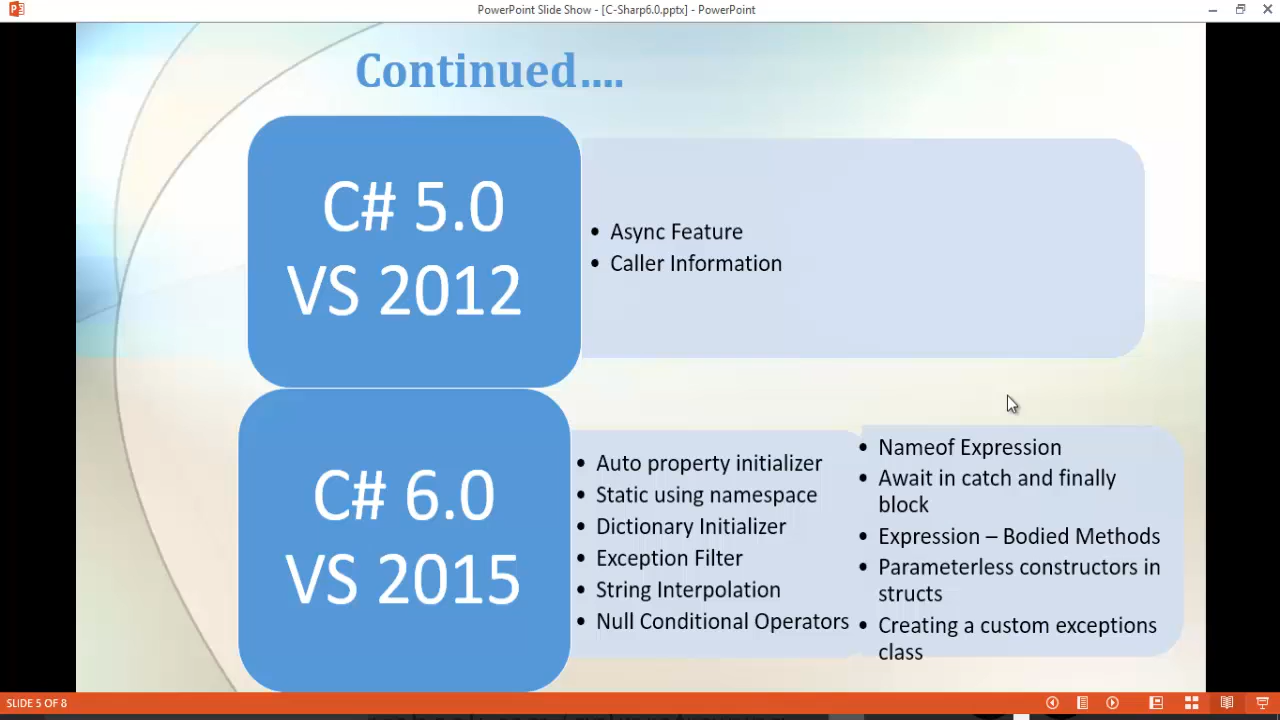 PowerPoint Slide Show - [C-Sharp6.0.pptx] - PowerPoint
Continued....
C# 5.0
VS 2012
• Async Feature
• Caller Information
C# 6.0
VS 2015
• Auto property initializer
• Static using namespace
• Dictionary Initializer
• Exception Filter
• String Interpolation
• Null Conditional Operators
• Nameof Expression
• Await in catch and finally
block
• Expression – Bodied Methods
• Parameterless constructors in
structs
• Creating a custom exceptions
class
SLIDE 5 OF 8